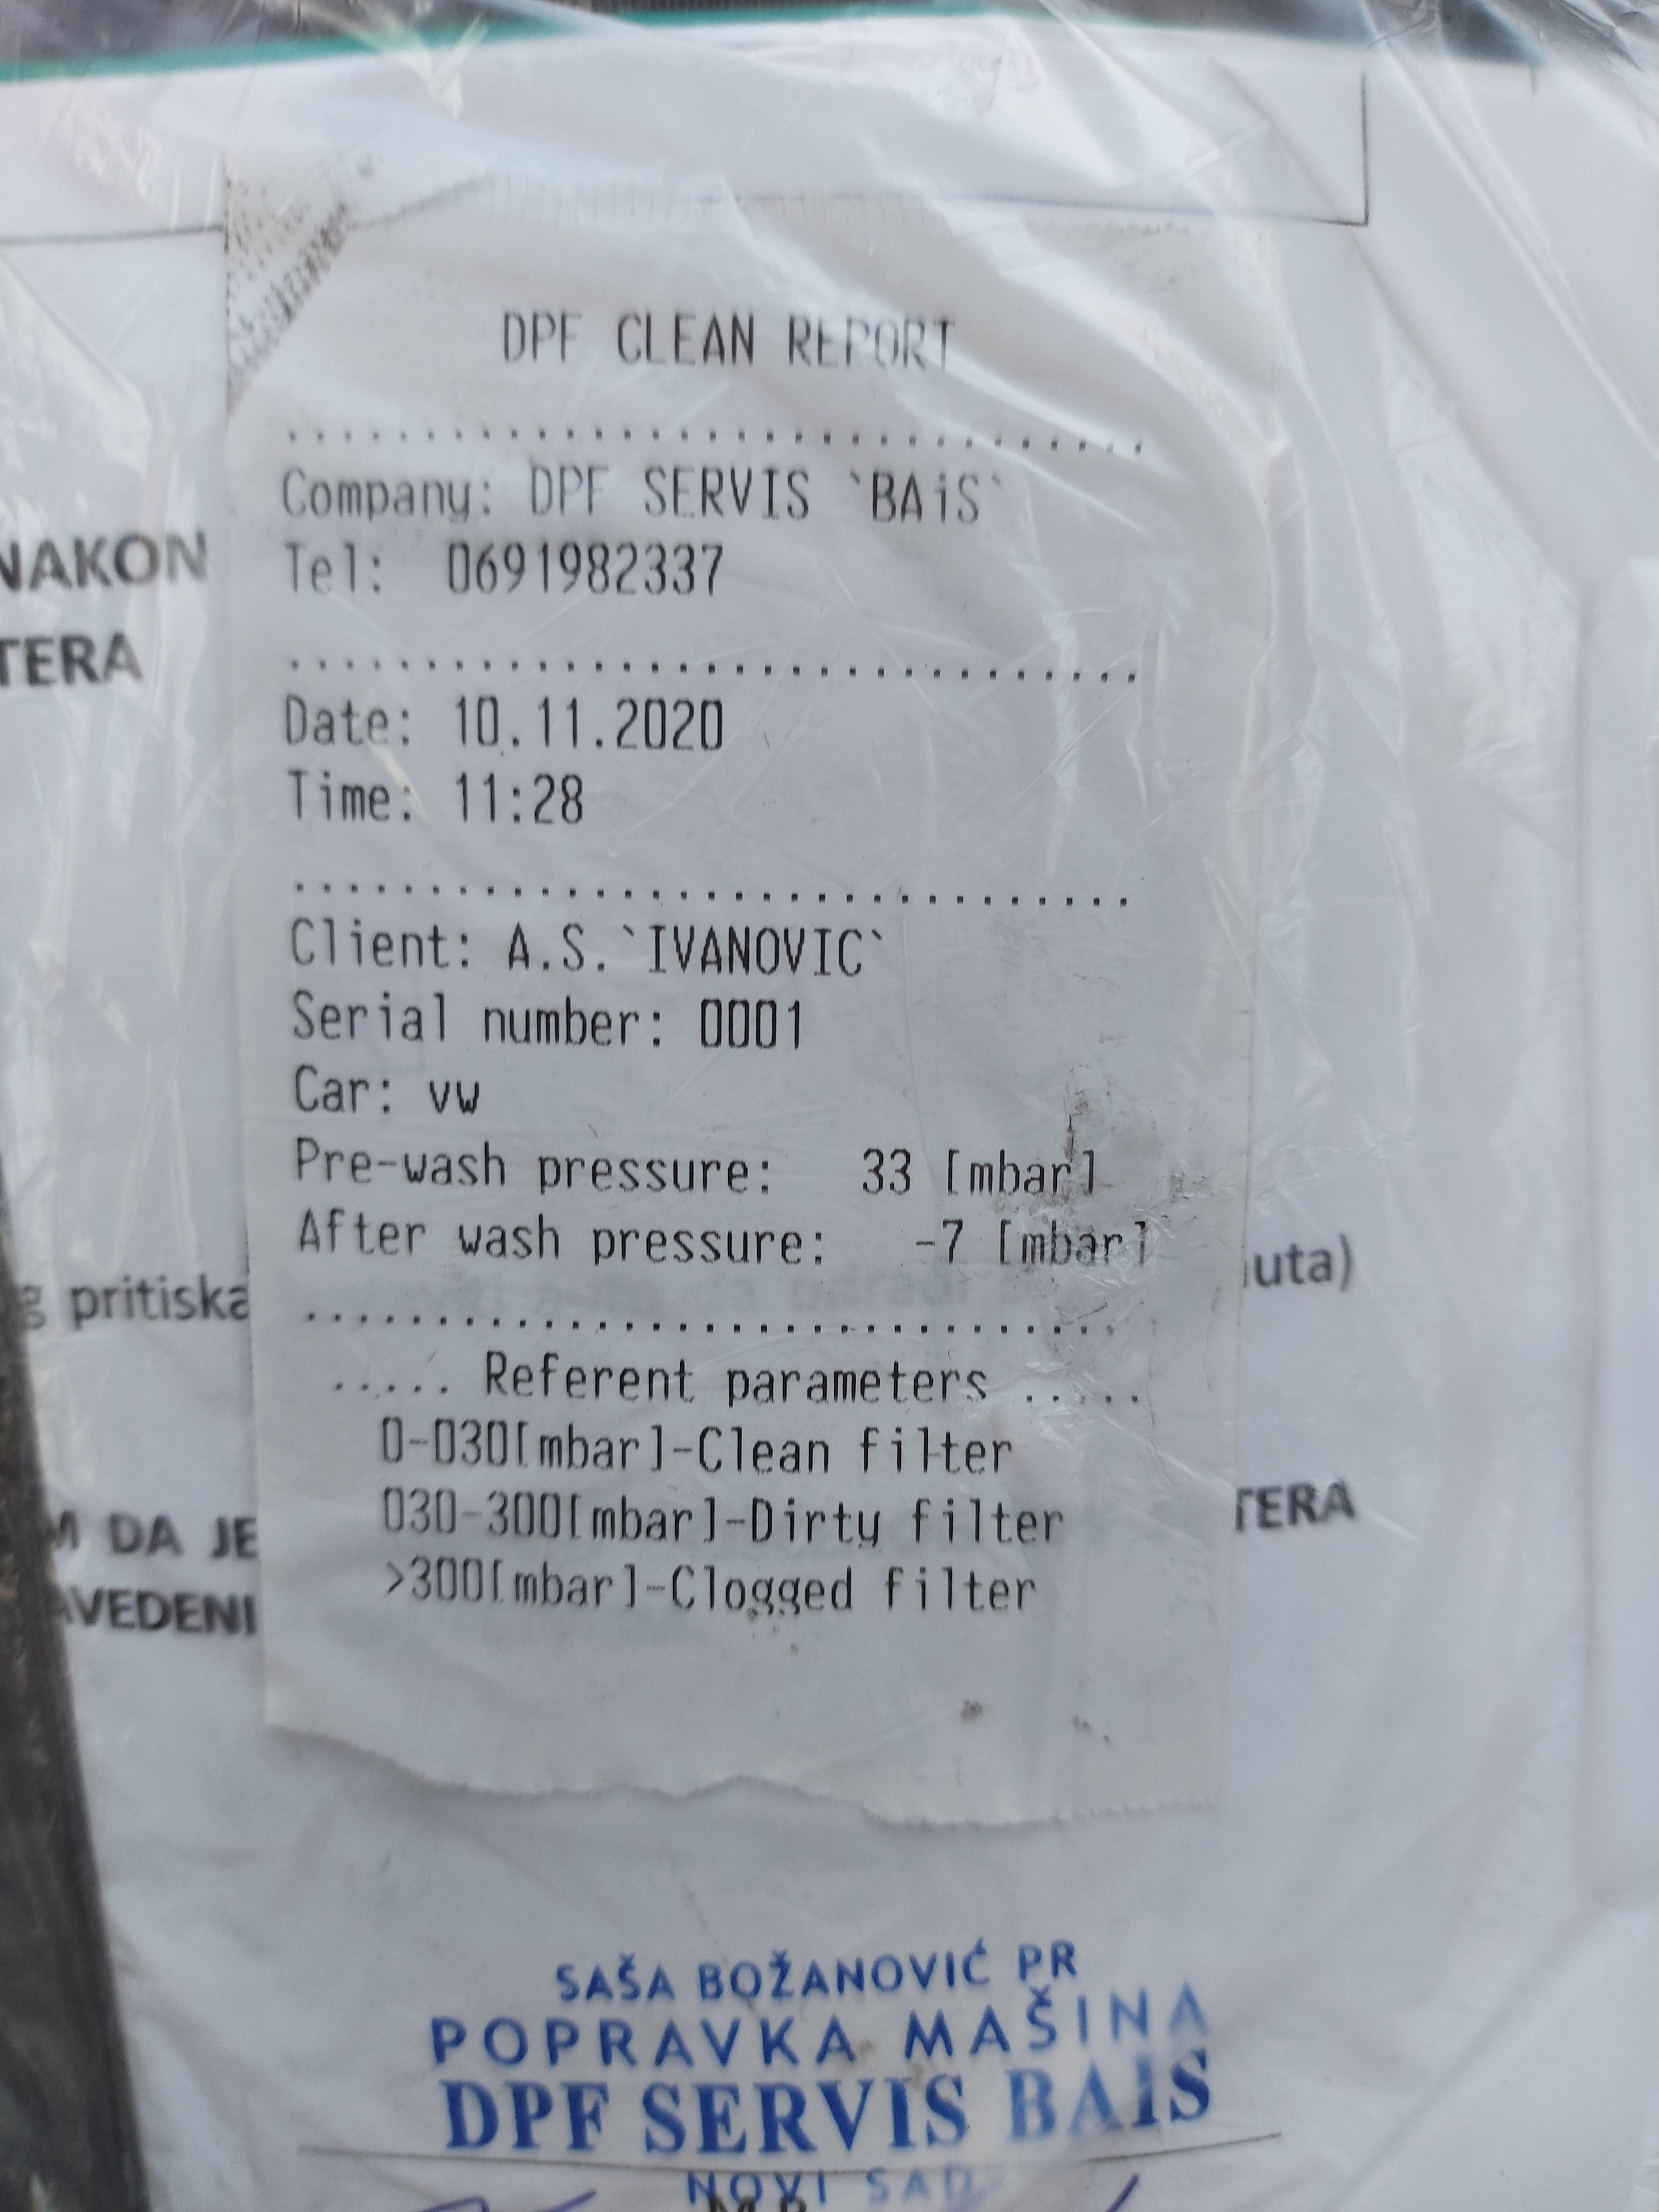 DPF CLEAN REPORT
Company: DPF SERVIS `BAiS`
Tel: 0691982337
Date: 10.11.2020
Time: 11:28
Client: A.S.`IVANOVIC`
Serial number: 0001
Car: vw
Pre-wash pressure: 33 [mbar]
After wash pressure: -7 [mbar]
..... Referent parameters .....
0-030[mbar]-Clean filter
030-300[mbar]-Dirty filter
>300[mbar]-Clogged filter
NAKON
TERA
pritiska
uta)
DA JE
TERA
AVEDENI
SAŠA BOŽANOVIĆ PR
POPRAVKA MAŠINA
DPF SERVIS BAIS
NOVI SAD